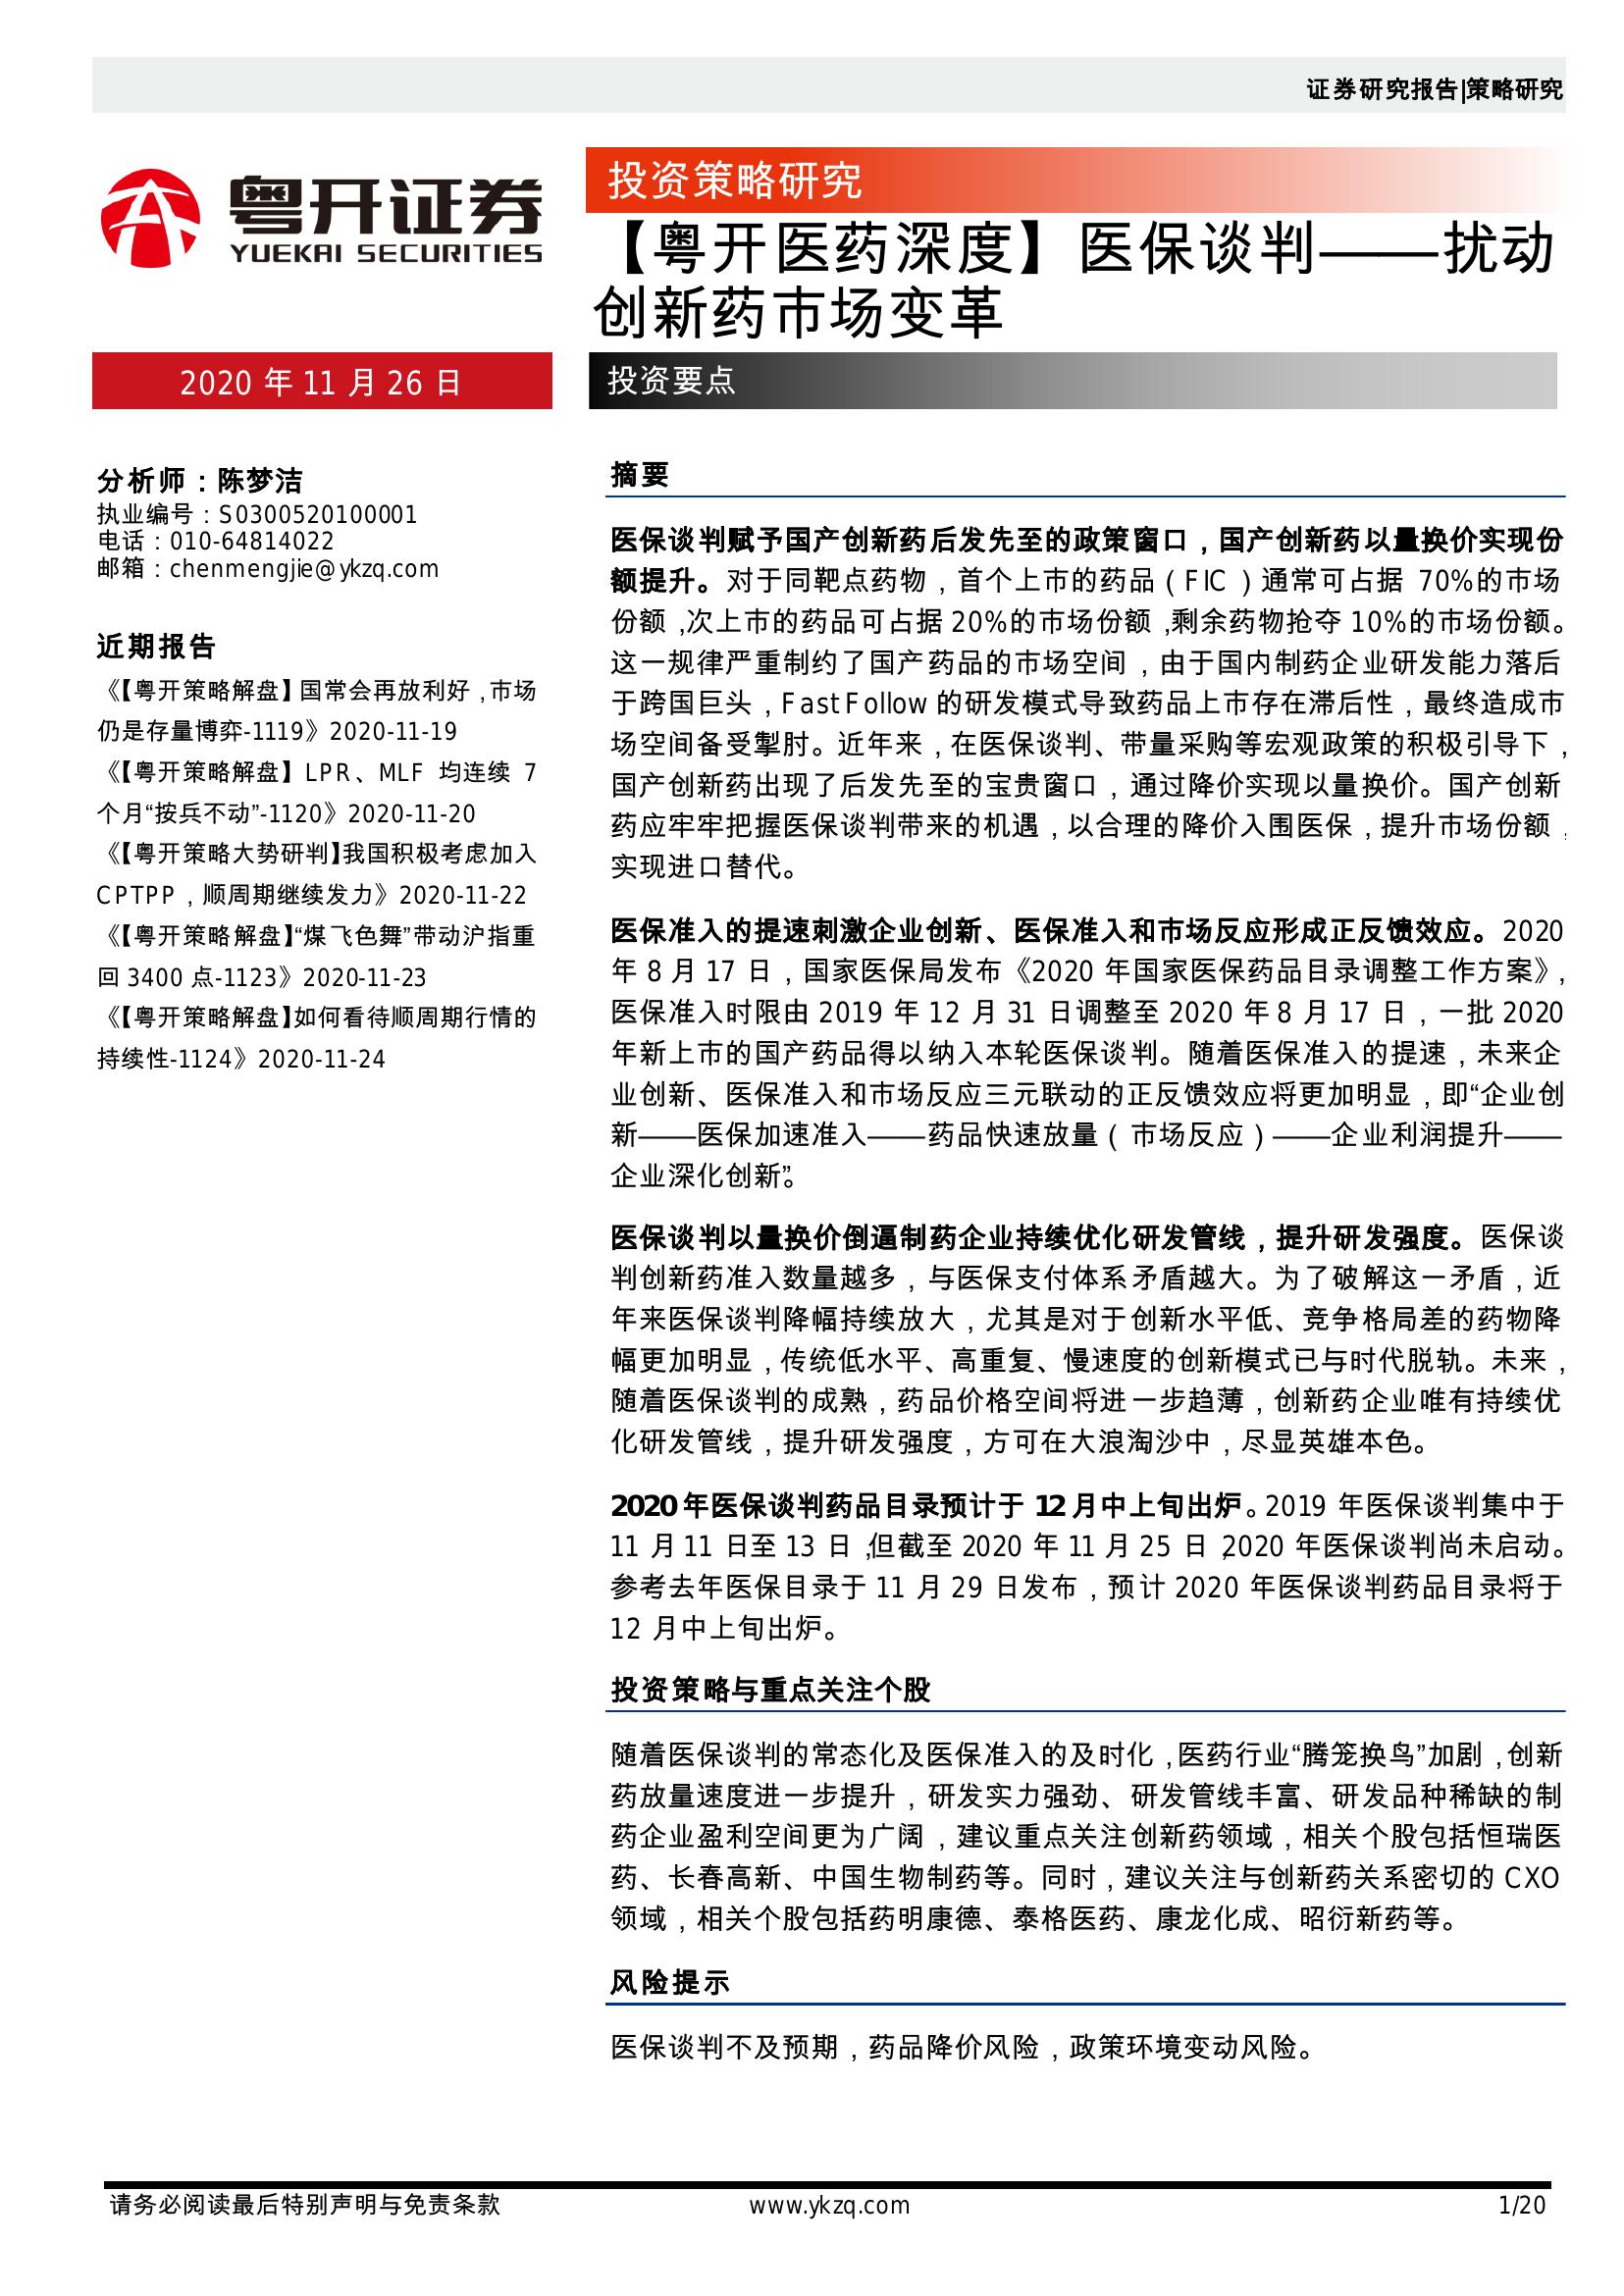 证券研究报告|策略研究
粤开证券
YUEKAI SECURITIES
投资策略研究
【粤开医药深度】医保谈判——扰动
创新药市场变革
2020 年 11 月 26 日
投资要点
分析师：陈梦洁
执业编号：S0300520100001
电话：010-64814022
邮箱：chenmengjie@ykzq.com
近期报告
《【粤开策略解盘】国常会再放利好，市场
仍是存量博弈-1119》2020-11-19
《【粤开策略解盘】LPR、MLF 均连续 7
个月“按兵不动”-1120》2020-11-20
《【粤开策略大势研判】我国积极考虑加入
CPTPP，顺周期继续发力》2020-11-22
《【粤开策略解盘】“煤飞色舞”带动沪指重
回 3400 点-1123》2020-11-23
《【粤开策略解盘】如何看待顺周期行情的
持续性-1124》2020-11-24
摘要
医保谈判赋予国产创新药后发先至的政策窗口，国产创新药以量换价实现份
额提升。对于同靶点药物，首个上市的药品（FIC）通常可占据 70%的市场
份额，次上市的药品可占据 20%的市场份额，剩余药物抢夺 10%的市场份额。
这一规律严重制约了国产药品的市场空间，由于国内制药企业研发能力落后
于跨国巨头，Fast Follow 的研发模式导致药品上市存在滞后性，最终造成市
场空间备受掣肘。近年来，在医保谈判、带量采购等宏观政策的积极引导下，
国产创新药出现了后发先至的宝贵窗口，通过降价实现以量换价。国产创新
药应牢牢把握医保谈判带来的机遇，以合理的降价入围医保，提升市场份额，
实现进口替代。
医保准入的提速刺激企业创新、医保准入和市场反应形成正反馈效应。2020
年 8 月 17 日，国家医保局发布《2020 年国家医保药品目录调整工作方案》，
医保准入时限由 2019 年 12 月 31 日调整至 2020 年 8 月 17 日，一批 2020
年新上市的国产药品得以纳入本轮医保谈判。随着医保准入的提速，未来企
业创新、医保准入和市场反应三元联动的正反馈效应将更加明显，即“企业创
新——医保加速准入——药品快速放量（市场反应）——企业利润提升——
企业深化创新”。
医保谈判以量换价倒逼制药企业持续优化研发管线，提升研发强度。医保谈
判创新药准入数量越多，与医保支付体系矛盾越大。为了破解这一矛盾，近
年来医保谈判降幅持续放大，尤其是对于创新水平低、竞争格局差的药物降
幅更加明显，传统低水平、高重复、慢速度的创新模式已与时代脱轨。未来，
随着医保谈判的成熟，药品价格空间将进一步趋薄，创新药企业唯有持续优
化研发管线，提升研发强度，方可在大浪淘沙中，尽显英雄本色。
2020 年医保谈判药品目录预计于 12 月中上旬出炉。2019 年医保谈判集中于
11 月 11 日至 13 日，但截至 2020 年 11 月 25 日，2020 年医保谈判尚未启动。
参考去年医保目录于 11 月 29 日发布，预计 2020 年医保谈判药品目录将于
12 月中上旬出炉。
投资策略与重点关注个股
随着医保谈判的常态化及医保准入的及时化，医药行业“腾笼换鸟”加剧，创新
药放量速度进一步提升，研发实力强劲、研发管线丰富、研发品种稀缺的制
药企业盈利空间更为广阔，建议重点关注创新药领域，相关个股包括恒瑞医
药、长春高新、中国生物制药等。同时，建议关注与创新药关系密切的 CXO
领域，相关个股包括药明康德、泰格医药、康龙化成、昭衍新药等。
风险提示
医保谈判不及预期，药品降价风险，政策环境变动风险。
请务必阅读最后特别声明与免责条款
www.ykzq.com
1/20